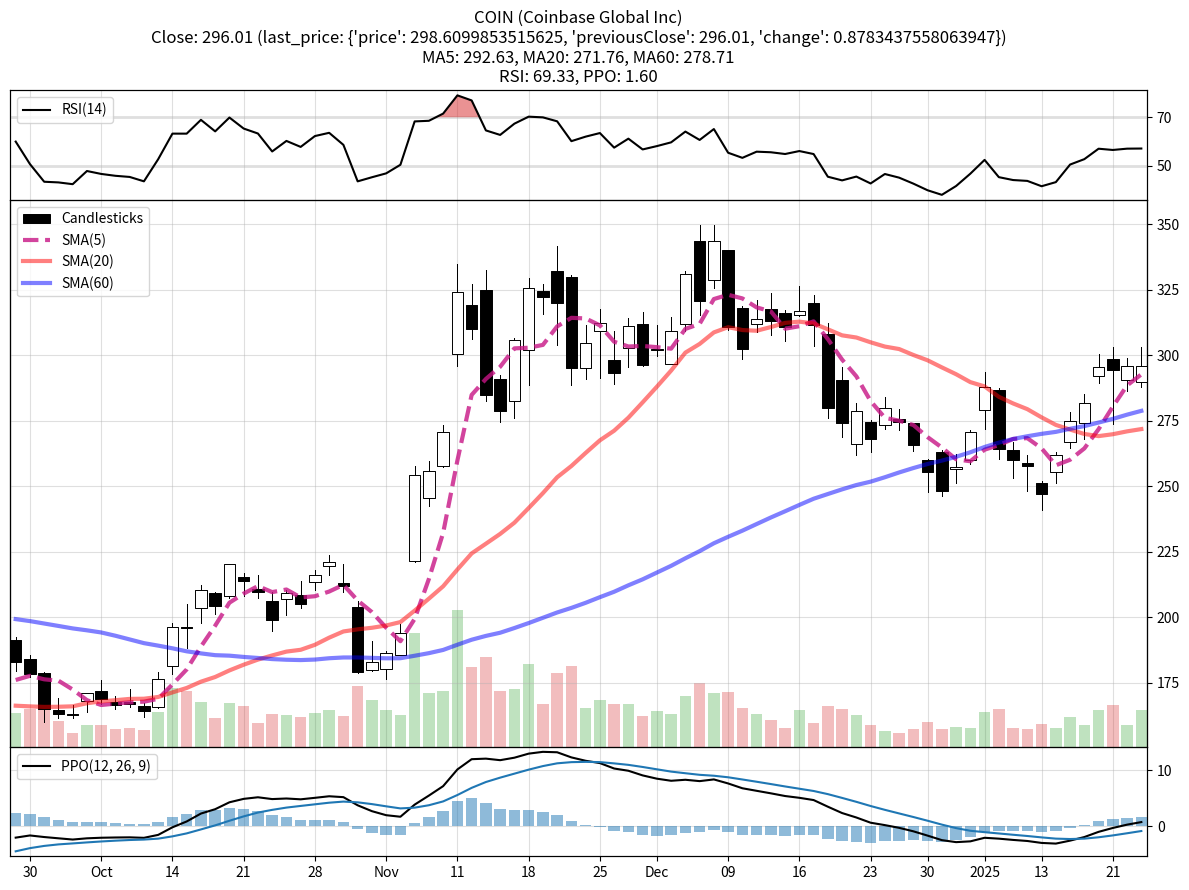 COIN (Coinbase Global Inc)
Close: 296.01 (last_price: {'price': 298.6099853515625, 'previousClose': 296.01, 'change': 0.8783437558063947})
MA5: 292.63, MA20: 271.76, MA60: 278.71
RSI: 69.33, PPO: 1.60
RSI(14)
70
50
Candlesticks
SMA(5)
SMA(20)
SMA(60)
350
325
300
275
250
225
200
175
PPO(12, 26, 9)
10
0
30 Oct 14 21 28 Nov 11 18 25 Dec 09 16 23 30 2025 13 21